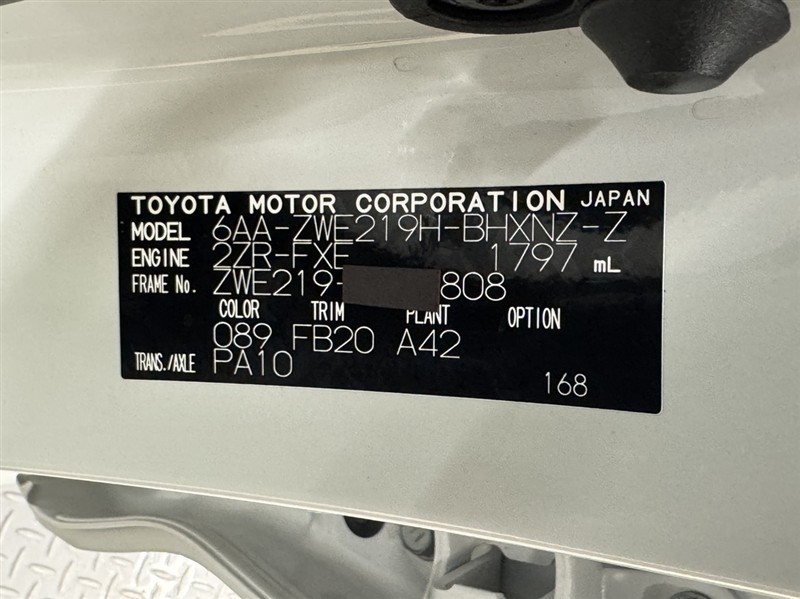 TOYOTA MOTOR CORPORATION JAPAN
MODEL 6AA-ZWE219H-BHXNZ-Z
ENGINE 2ZR-FXE 1797 mL
FRAME No. ZWE219- 808
COLOR TRIM PLANT OPTION
089 FB20 A42
TRANS./AXLE PA10
168